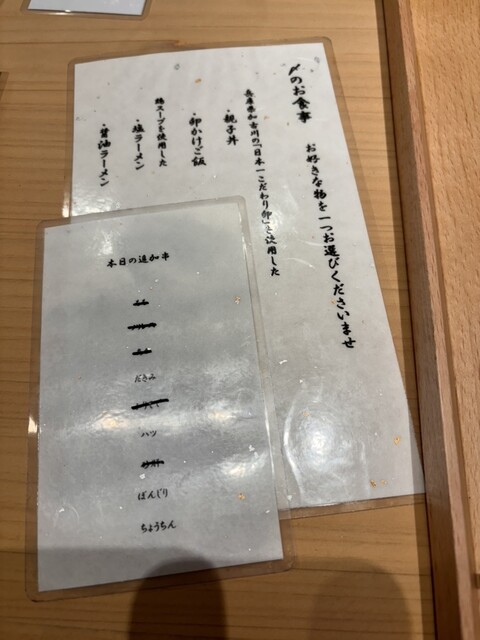 〆のお食事
お好きな物を一つお選びくださいませ
兵庫県加古川の「日本一こだわり卵」を使用した
・親子丼
・卵かけご飯
鶏スープを使用した
・塩ラーメン
・醤油ラーメン
本日の追加串
ださみ
ハツ
ぼんじり
ちょうちん